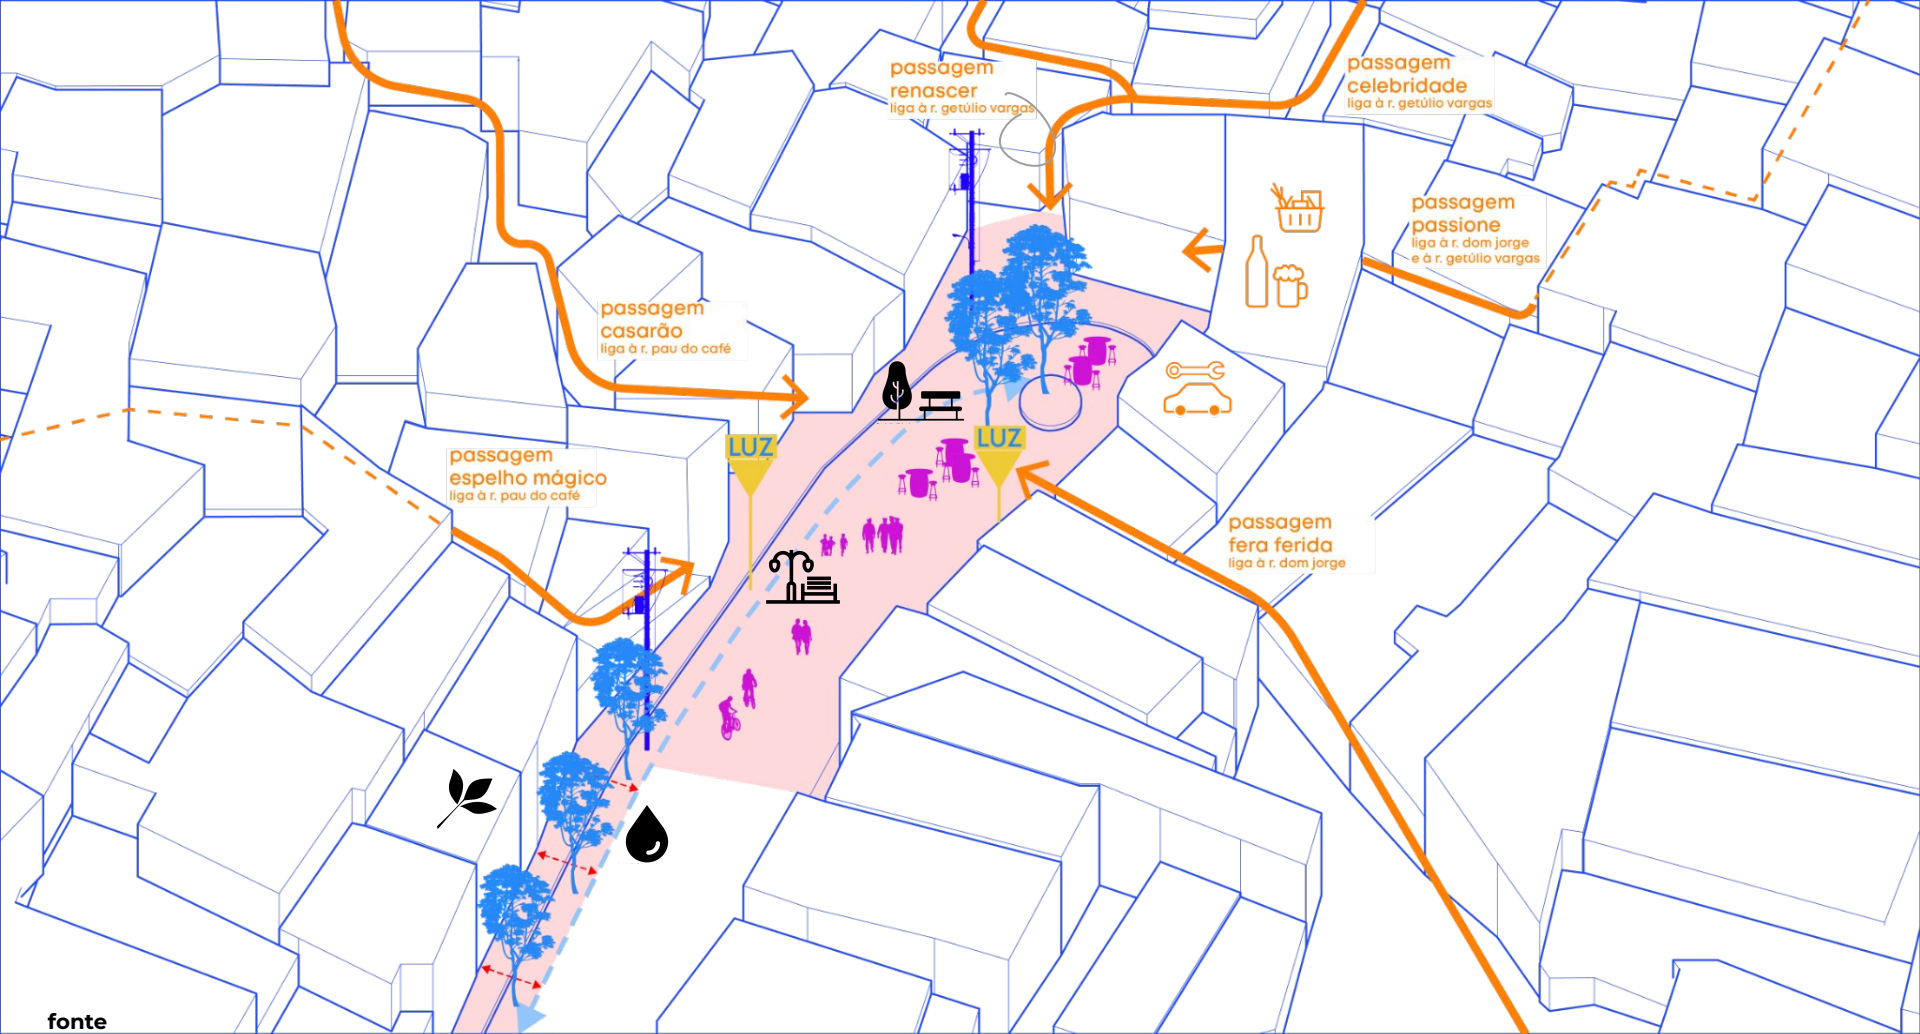 passagem
renascer
liga à r. getúlio vargas
passagem
celebridade
liga à r. getúlio vargas
passagem
passione
liga à r. dom jorge
e à r. getúlio vargas
passagem
casarão
liga à r. pau do café
LUZ
LUZ
passagem
espelho mágico
liga à r. pau do café
passagem
fera ferida
liga à r. dom jorge
fonte